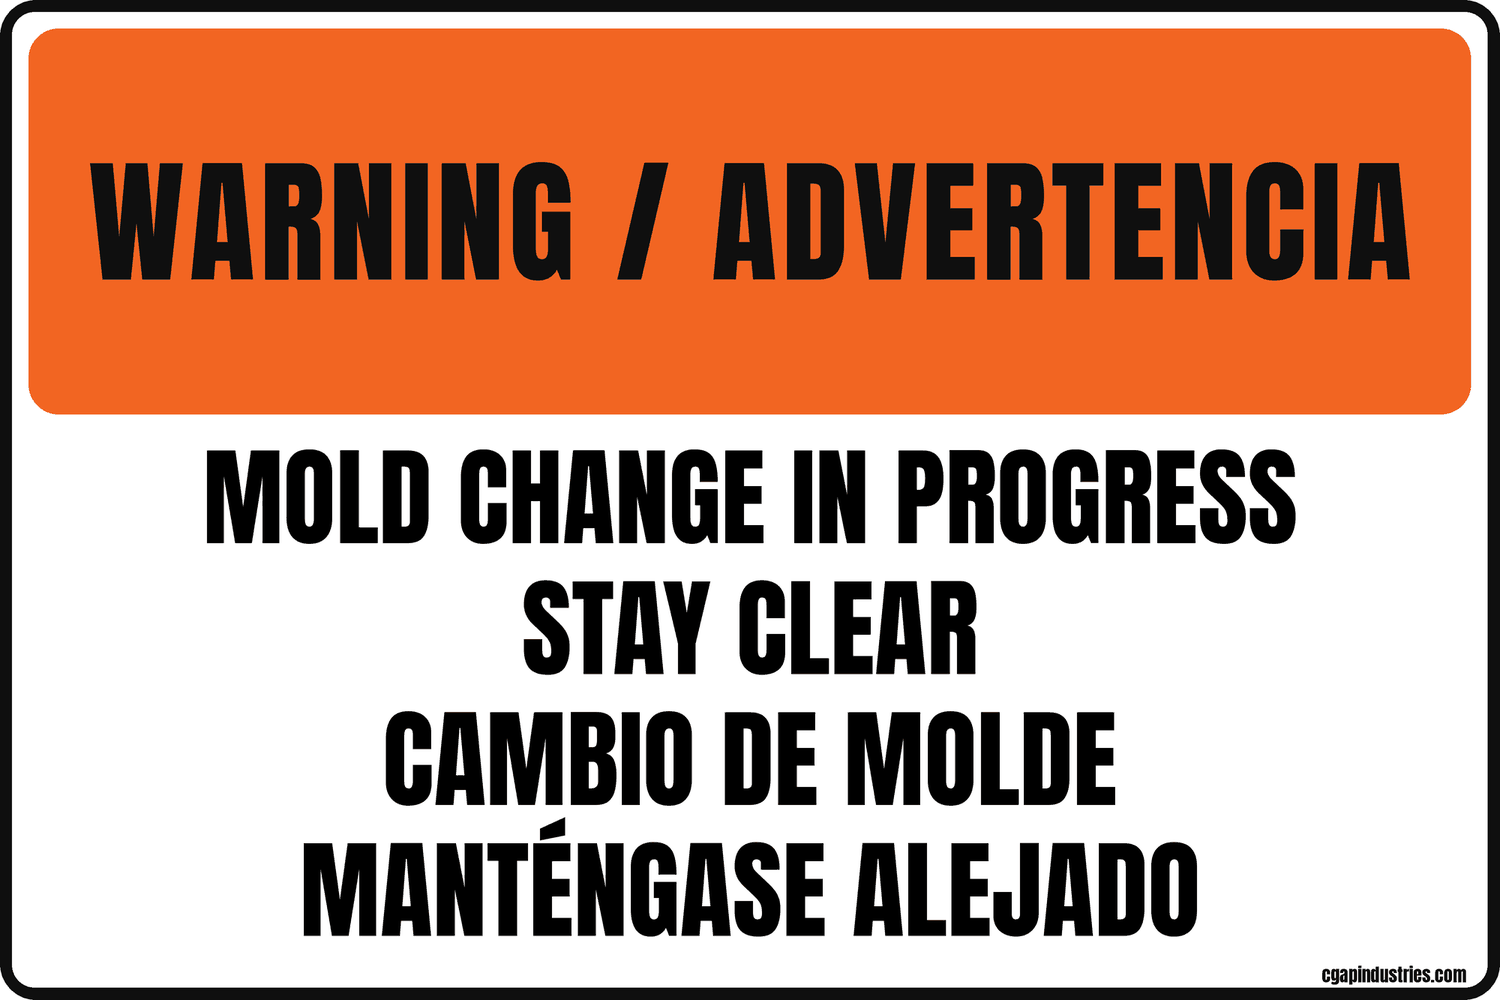 WARNING / ADVERTENCIA
MOLD CHANGE IN PROGRESS
STAY CLEAR
CAMBIO DE MOLDE
MANTÉNGASE ALEJADO
cgapindustries.com